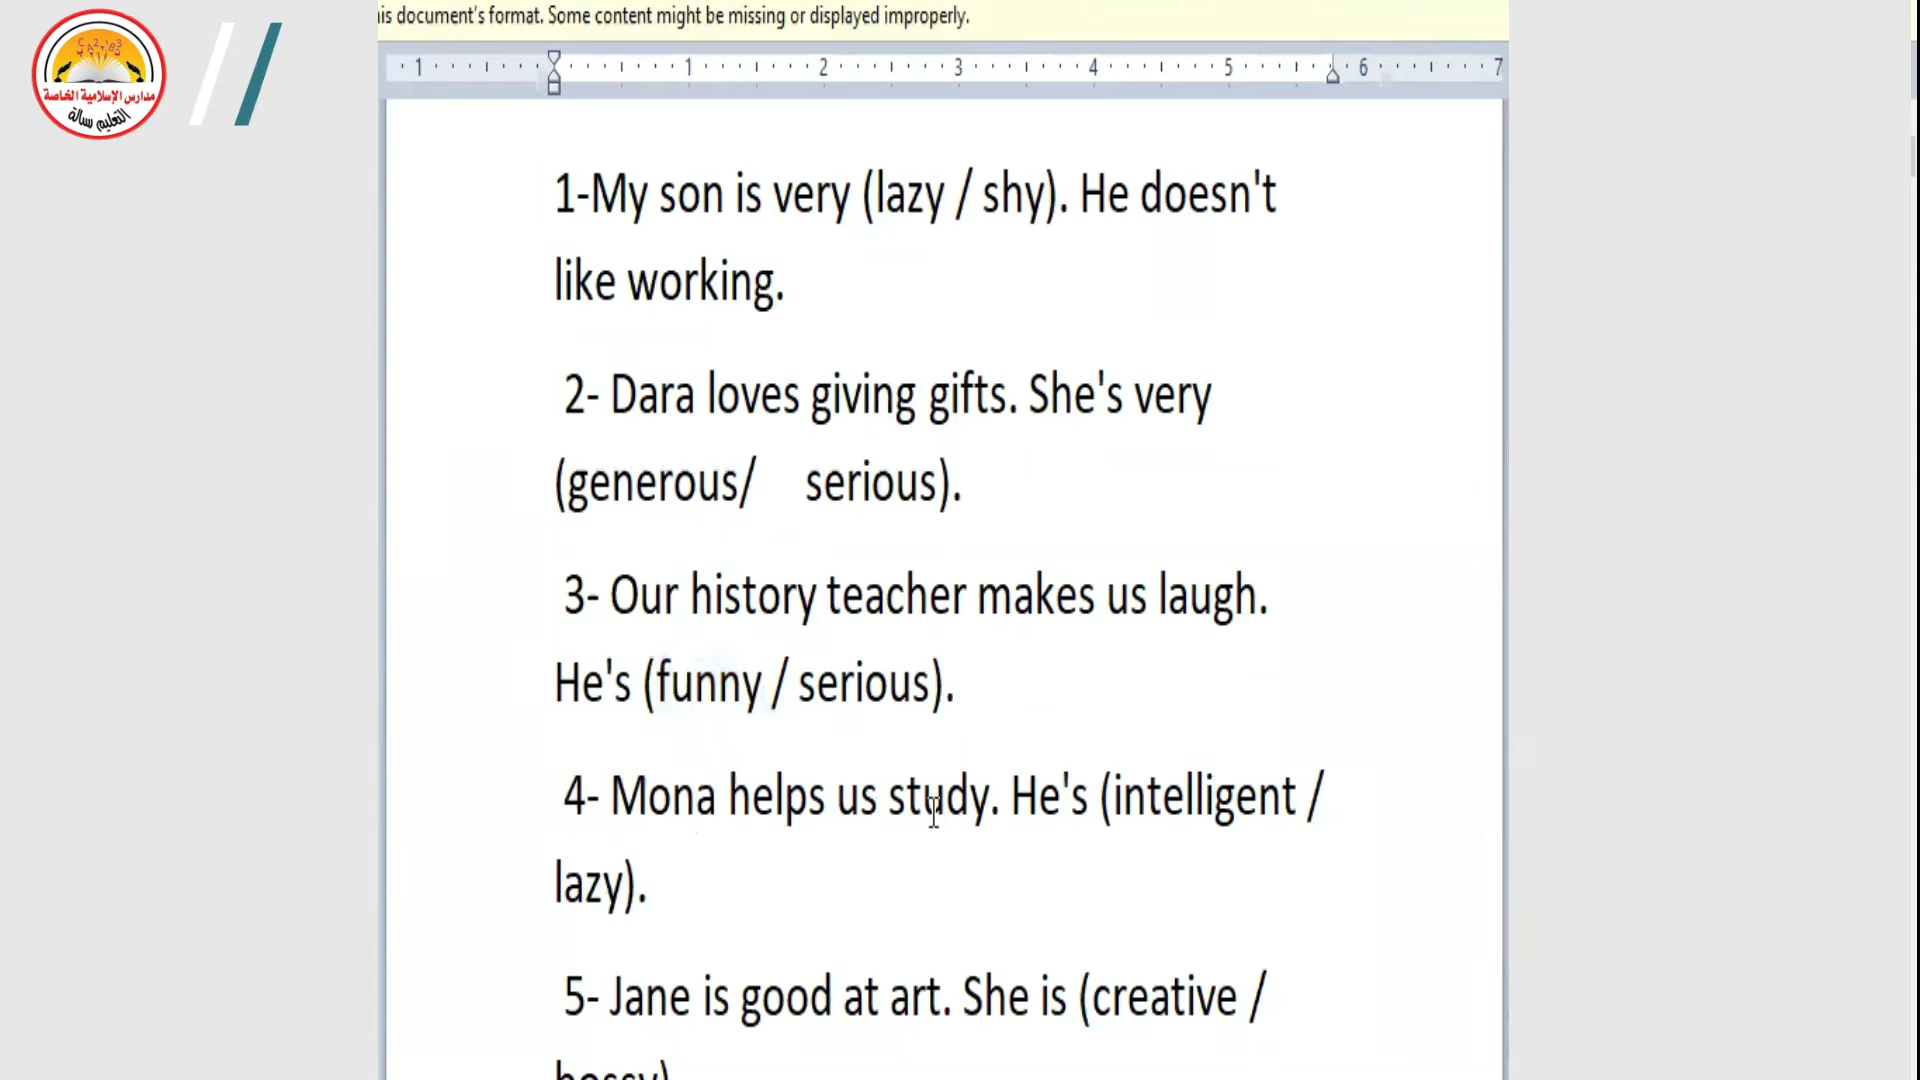 is document's format. Some content might be missing or displayed improperly.
1 1 2 3 4 5 6 7
مدارس الإسلامية الخاصة
التعليم رسالة
1-My son is very (lazy / shy). He doesn't
like working.
2- Dara loves giving gifts. She's very
(generous/ serious).
3- Our history teacher makes us laugh.
He's (funny / serious).
4- Mona helps us study. He's (intelligent /
lazy).
5- Jane is good at art. She is (creative /
bossy)